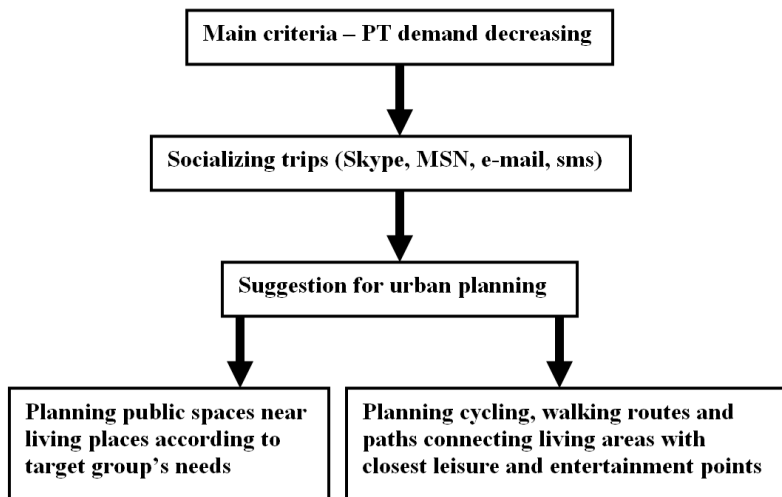 Main criteria – PT demand decreasing
Socializing trips (Skype, MSN, e-mail, sms)
Suggestion for urban planning
Planning public spaces near
living places according to
target group's needs
Planning cycling, walking routes and
paths connecting living areas with
closest leisure and entertainment points